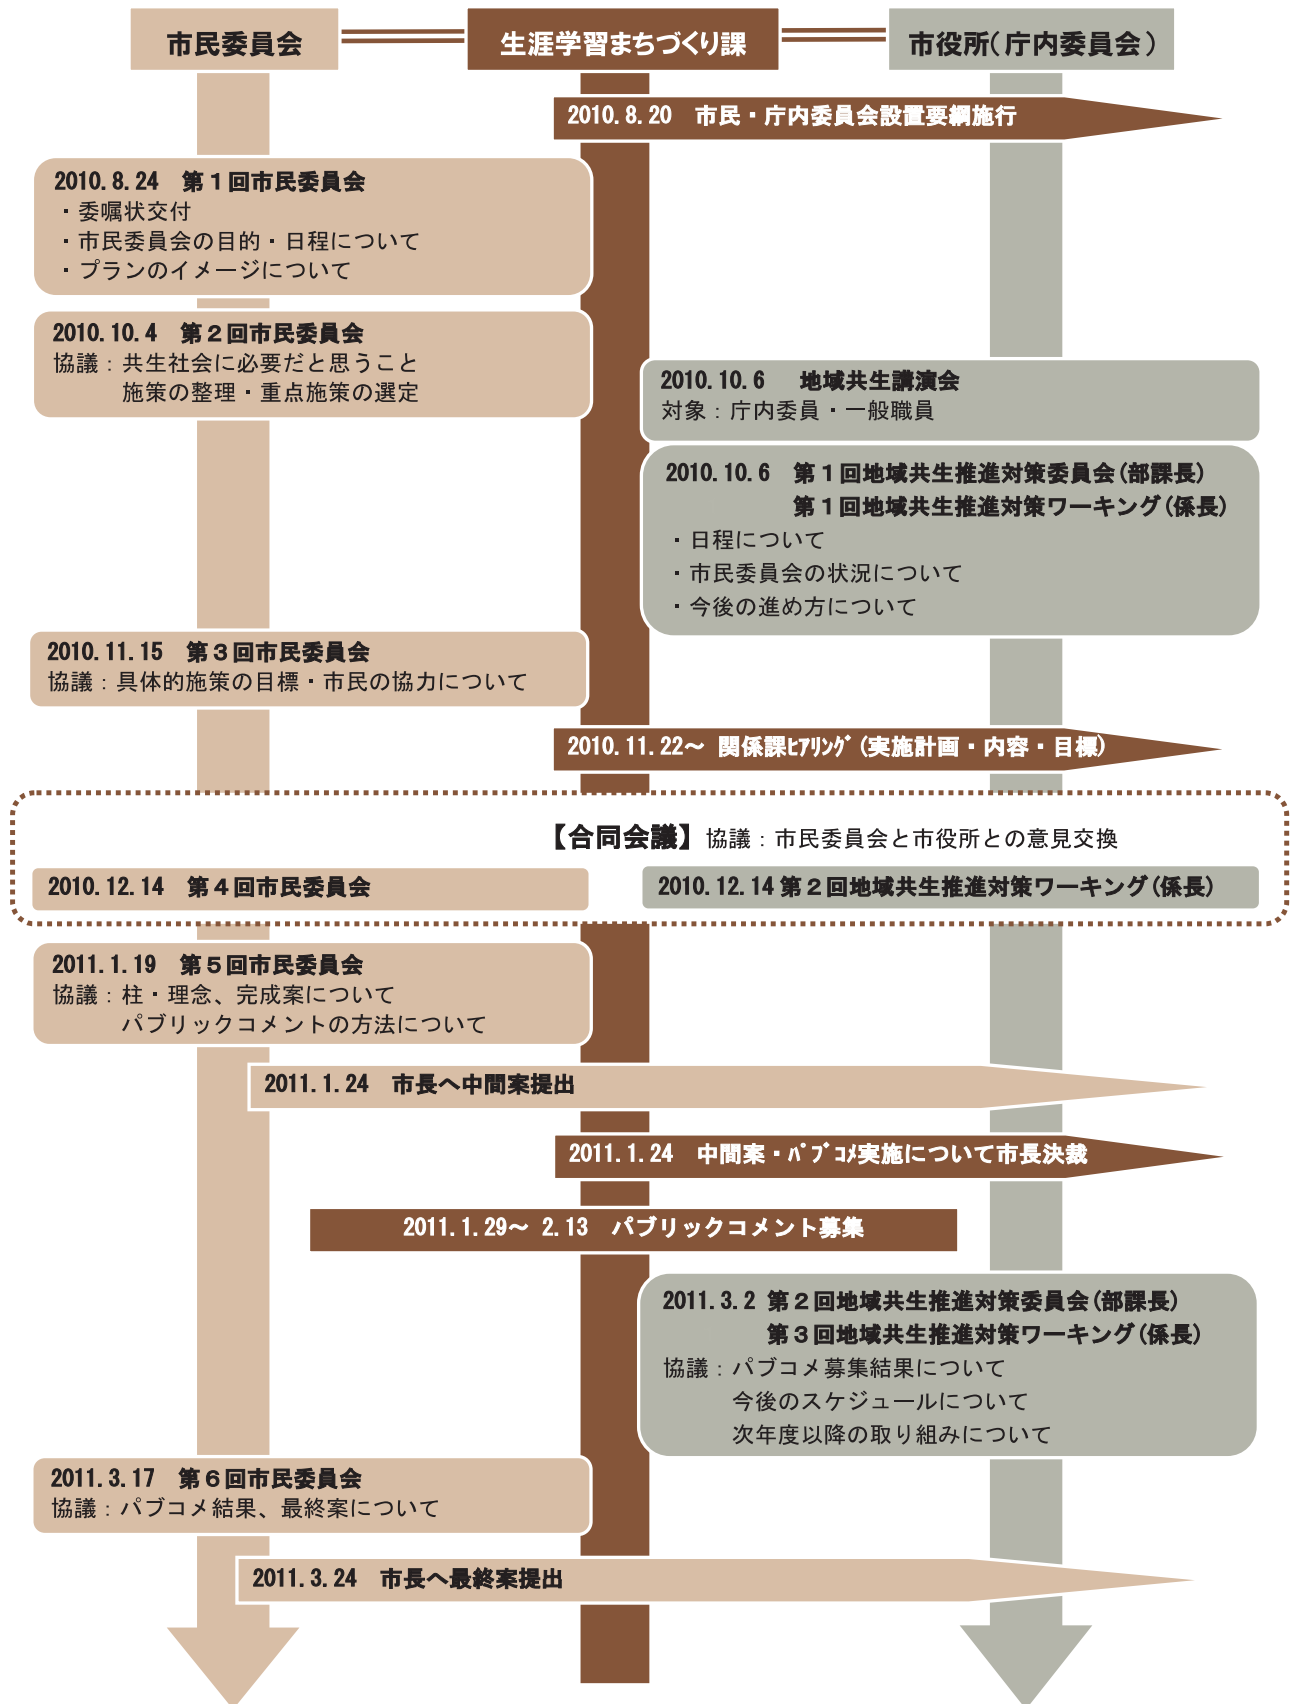 市民委員会
生涯学習まちづくり課
市役所(庁内委員会)
2010.8.20　市民・庁内委員会設置要綱施行
2010.8.24　第1回市民委員会
・委嘱状交付
・市民委員会の目的・日程について
・プランのイメージについて
2010.10.4　第2回市民委員会
協議：共生社会に必要だと思うこと
施策の整理・重点施策の選定
2010.10.6　地域共生講演会
対象：庁内委員・一般職員
2010.10.6　第1回地域共生推進対策委員会(部課長)
第1回地域共生推進対策ワーキング(係長)
・日程について
・市民委員会の状況について
・今後の進め方について
2010.11.15　第3回市民委員会
協議：具体的施策の目標・市民の協力について
2010.11.22～ 関係課ﾋｱﾘﾝｸﾞ(実施計画・内容・目標)
【合同会議】協議：市民委員会と市役所との意見交換
2010.12.14　第4回市民委員会
2010.12.14 第2回地域共生推進対策ワーキング(係長)
2011.1.19　第5回市民委員会
協議：柱・理念、完成案について
パブリックコメントの方法について
2011.1.24　市長へ中間案提出
2011.1.24　中間案・ﾊﾟﾌﾞｺﾒ実施について市長決裁
2011.1.29～ 2.13　パブリックコメント募集
2011.3.2 第2回地域共生推進対策委員会(部課長)
第3回地域共生推進対策ワーキング(係長)
協議：パブコメ募集結果について
今後のスケジュールについて
次年度以降の取り組みについて
2011.3.17　第6回市民委員会
協議：パブコメ結果、最終案について
2011.3.24　市長へ最終案提出